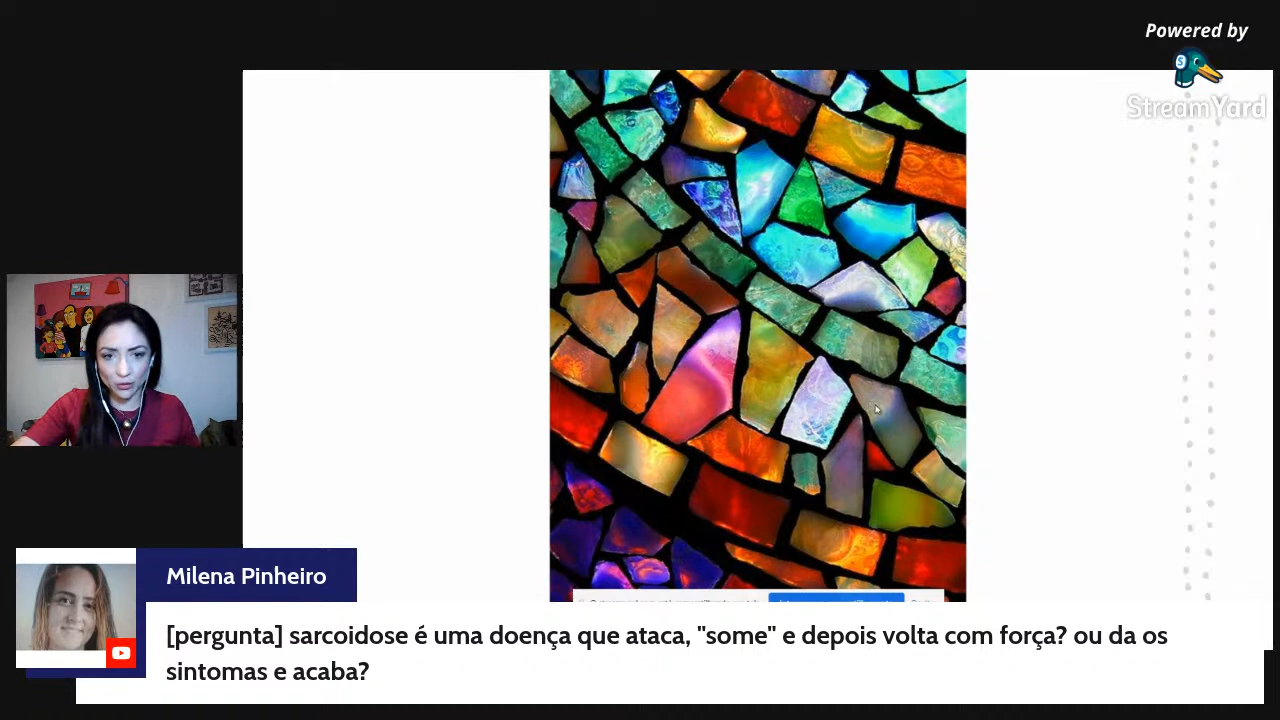 Powered by
StreamYard
Milena Pinheiro
[pergunta] sarcoidose é uma doença que ataca, "some" e depois volta com força? ou da os
sintomas e acaba?